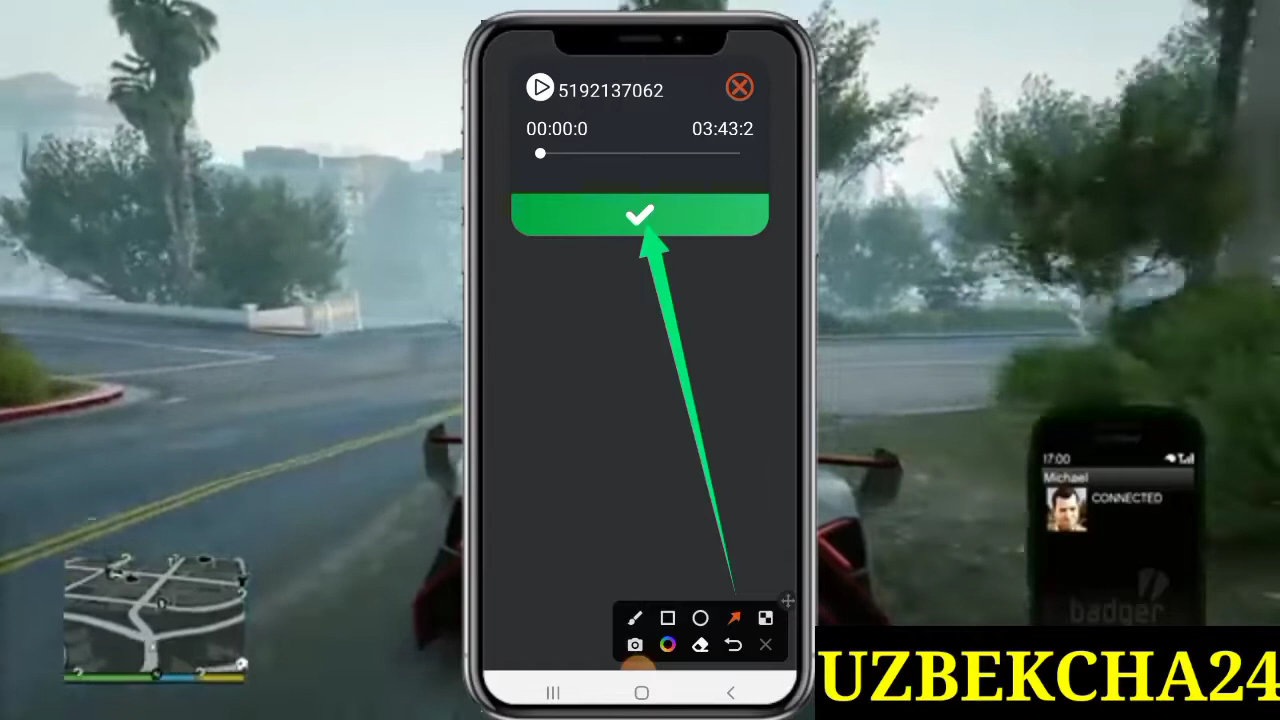 5192137062
00:00:0
03:43:2
17:00
Michael
CONNECTED
badger
UZBEKCHA24